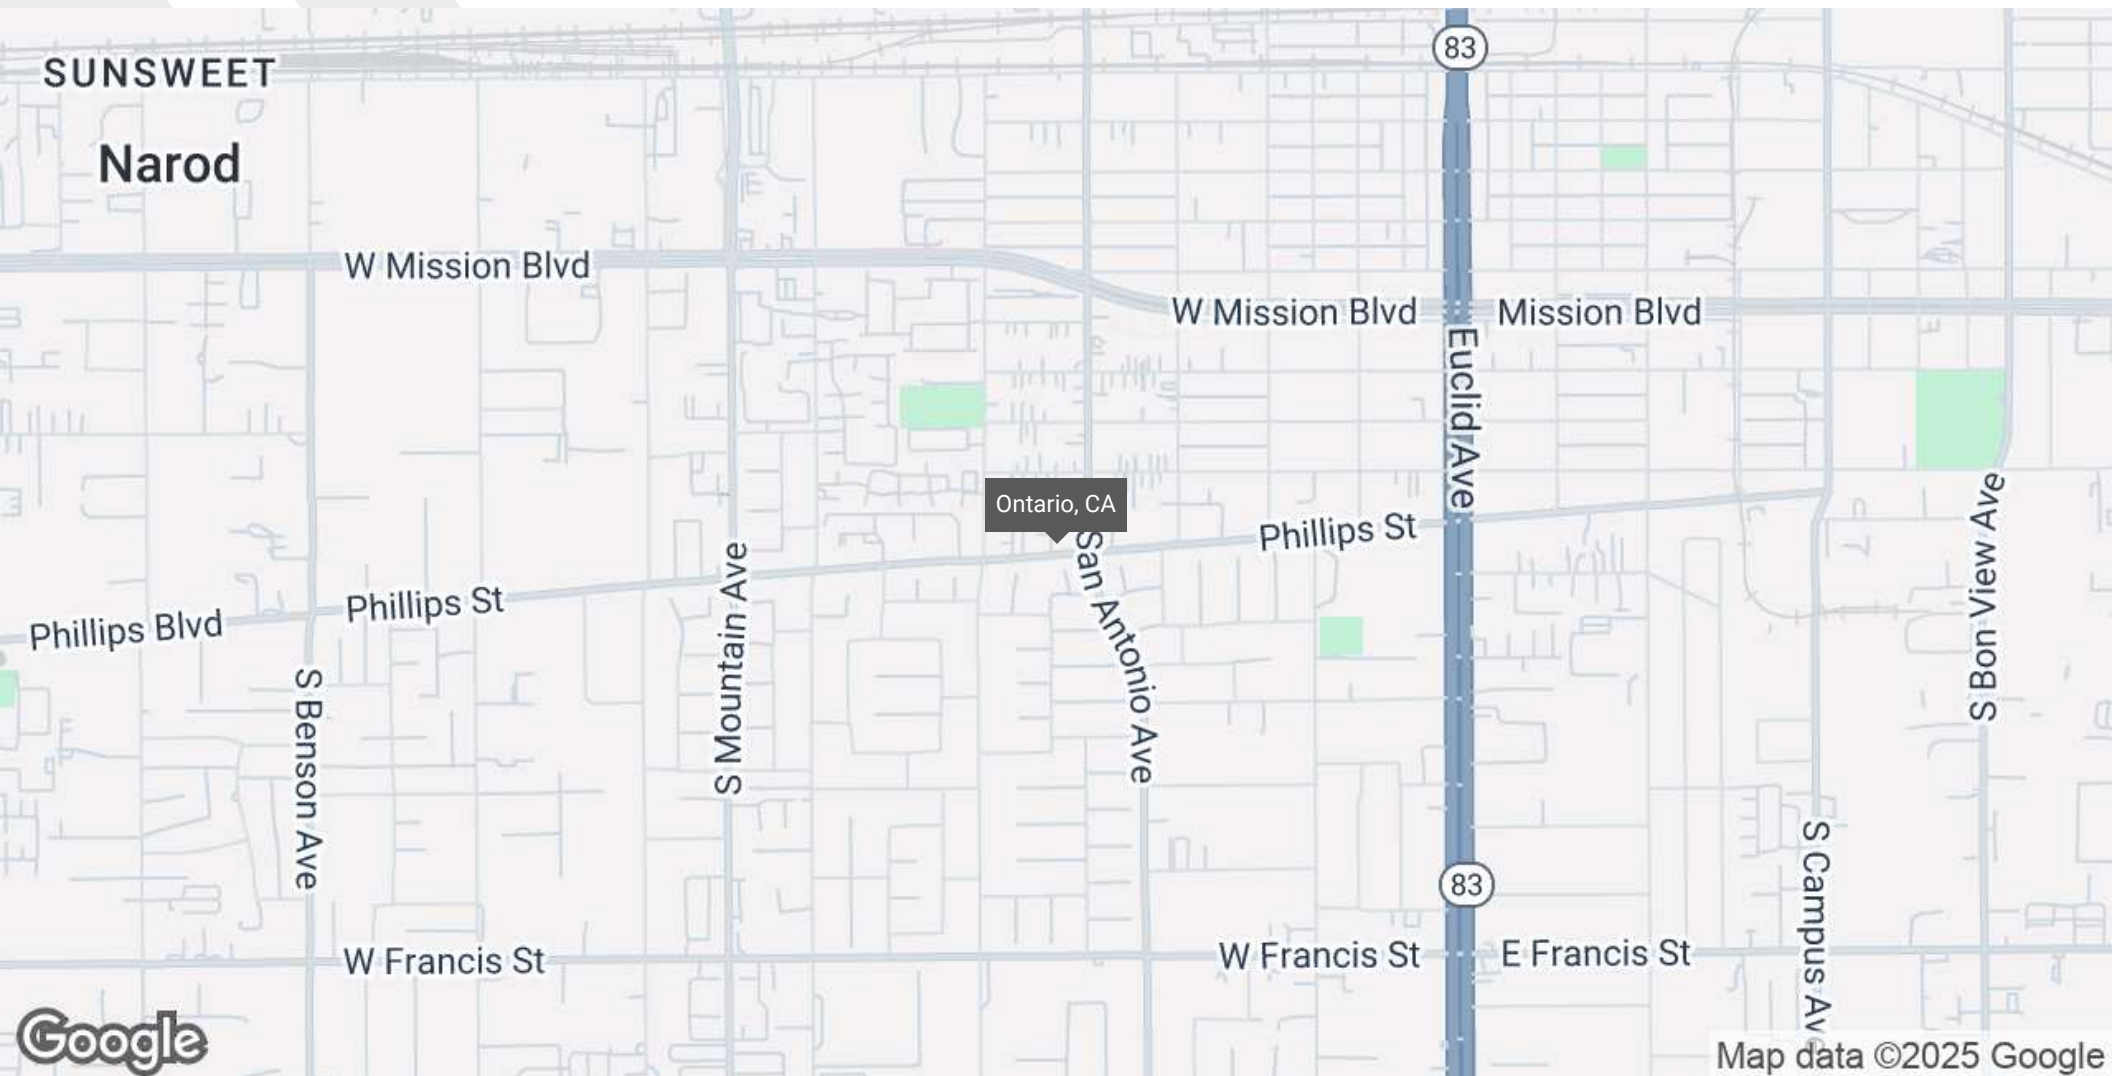 83
SUNSWEET
Narod
W Mission Blvd
W Mission Blvd
Mission Blvd
Euclid Ave
Ontario, CA
Phillips St
San Antonio Ave
S Bon View Ave
S Mountain Ave
Phillips St
Phillips Blvd
S Benson Ave
S Campus Ave
83
W Francis St
W Francis St
E Francis St
Google
Map data ©2025 Google